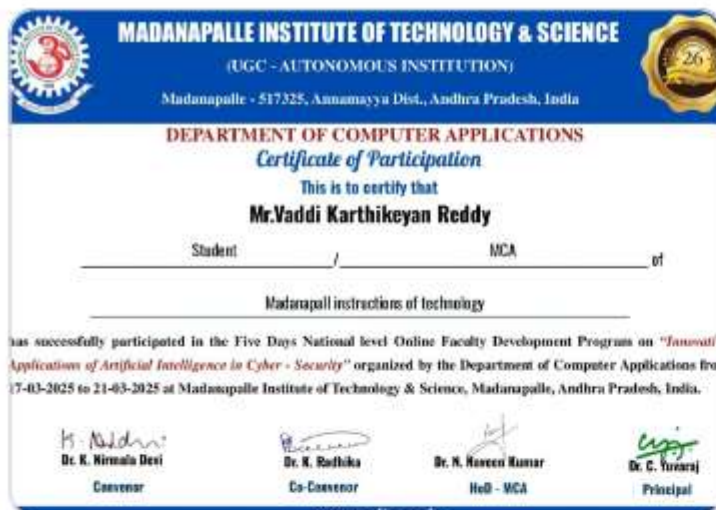 MADANAPALLE INSTITUTE OF TECHNOLOGY & SCIENCE
(UGC - AUTONOMOUS INSTITUTION)
Madanapalle - 517325, Annamayya Dist., Andhra Pradesh, India
26
DEPARTMENT OF COMPUTER APPLICATIONS
Certificate of Participation
This is to certify that
Mr.Vaddi Karthikeyan Reddy
Student / MCA of
Madanapall instructions of technology
has successfully participated in the Five Days National level Online Faculty Development Program on "Innovati
Applications of Artificial Intelligence in Cyber - Security" organized by the Department of Computer Applications fro
17-03-2025 to 21-03-2025 at Madanapalle Institute of Technology & Science, Madanapalle, Andhra Pradesh, India.
Dr. K. Nirmala Devi Dr. K. Radhika Dr. N. Naveen Kumar Dr. C. Yuvaraj
Convenor Co-Convenor HoD - MCA Principal